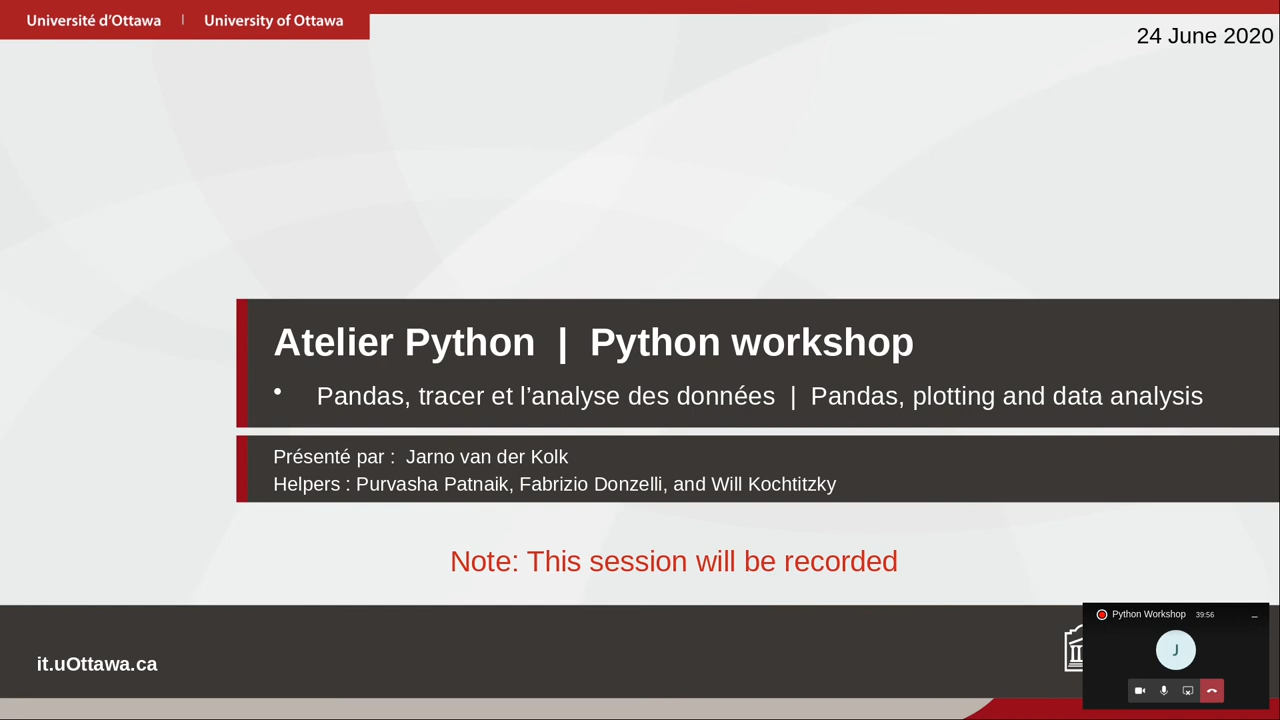 Université d'Ottawa | University of Ottawa
24 June 2020
Atelier Python | Python workshop
• Pandas, tracer et l’analyse des données | Pandas, plotting and data analysis
Présenté par : Jarno van der Kolk
Helpers : Purvasha Patnaik, Fabrizio Donzelli, and Will Kochtitzky
Note: This session will be recorded
Python Workshop 39:56
J
it.uOttawa.ca